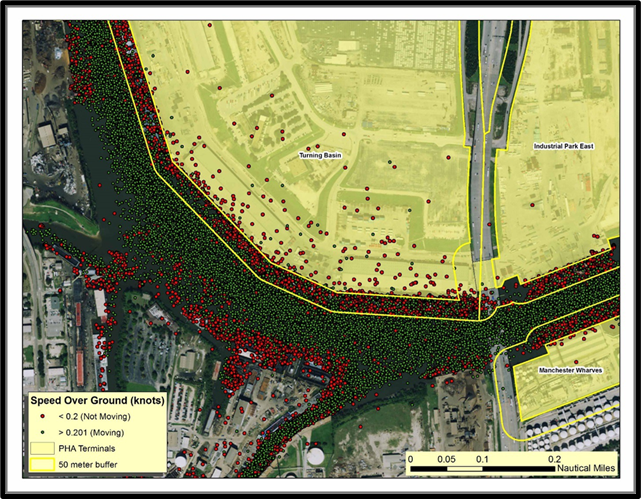 Turning Basin
Industrial Park East
Manchester Wharves
Speed Over Ground (knots)
< 0.2 (Not Moving)
> 0.201 (Moving)
PHA Terminals
50 meter buffer
0 0.05 0.1 0.2
Nautical Miles